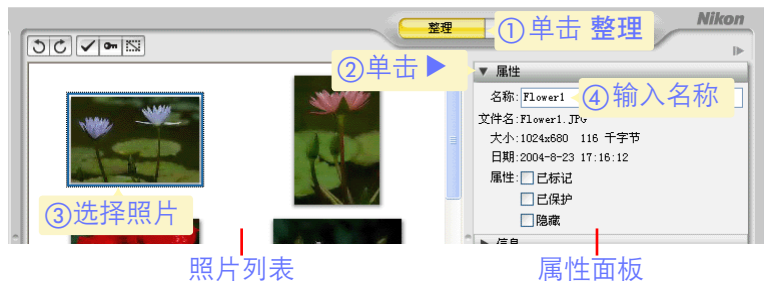 整理
①单击 整理
Nikon
②单击 ▶
▼ 属性
名称: Flower1
④输入名称
文件名: Flower1.JPG
大小: 1024x680 116 千字节
日期: 2004-8-23 17:16:12
属性: 已标记
已保护
隐藏
③选择照片
▶ 信息
照片列表
属性面板